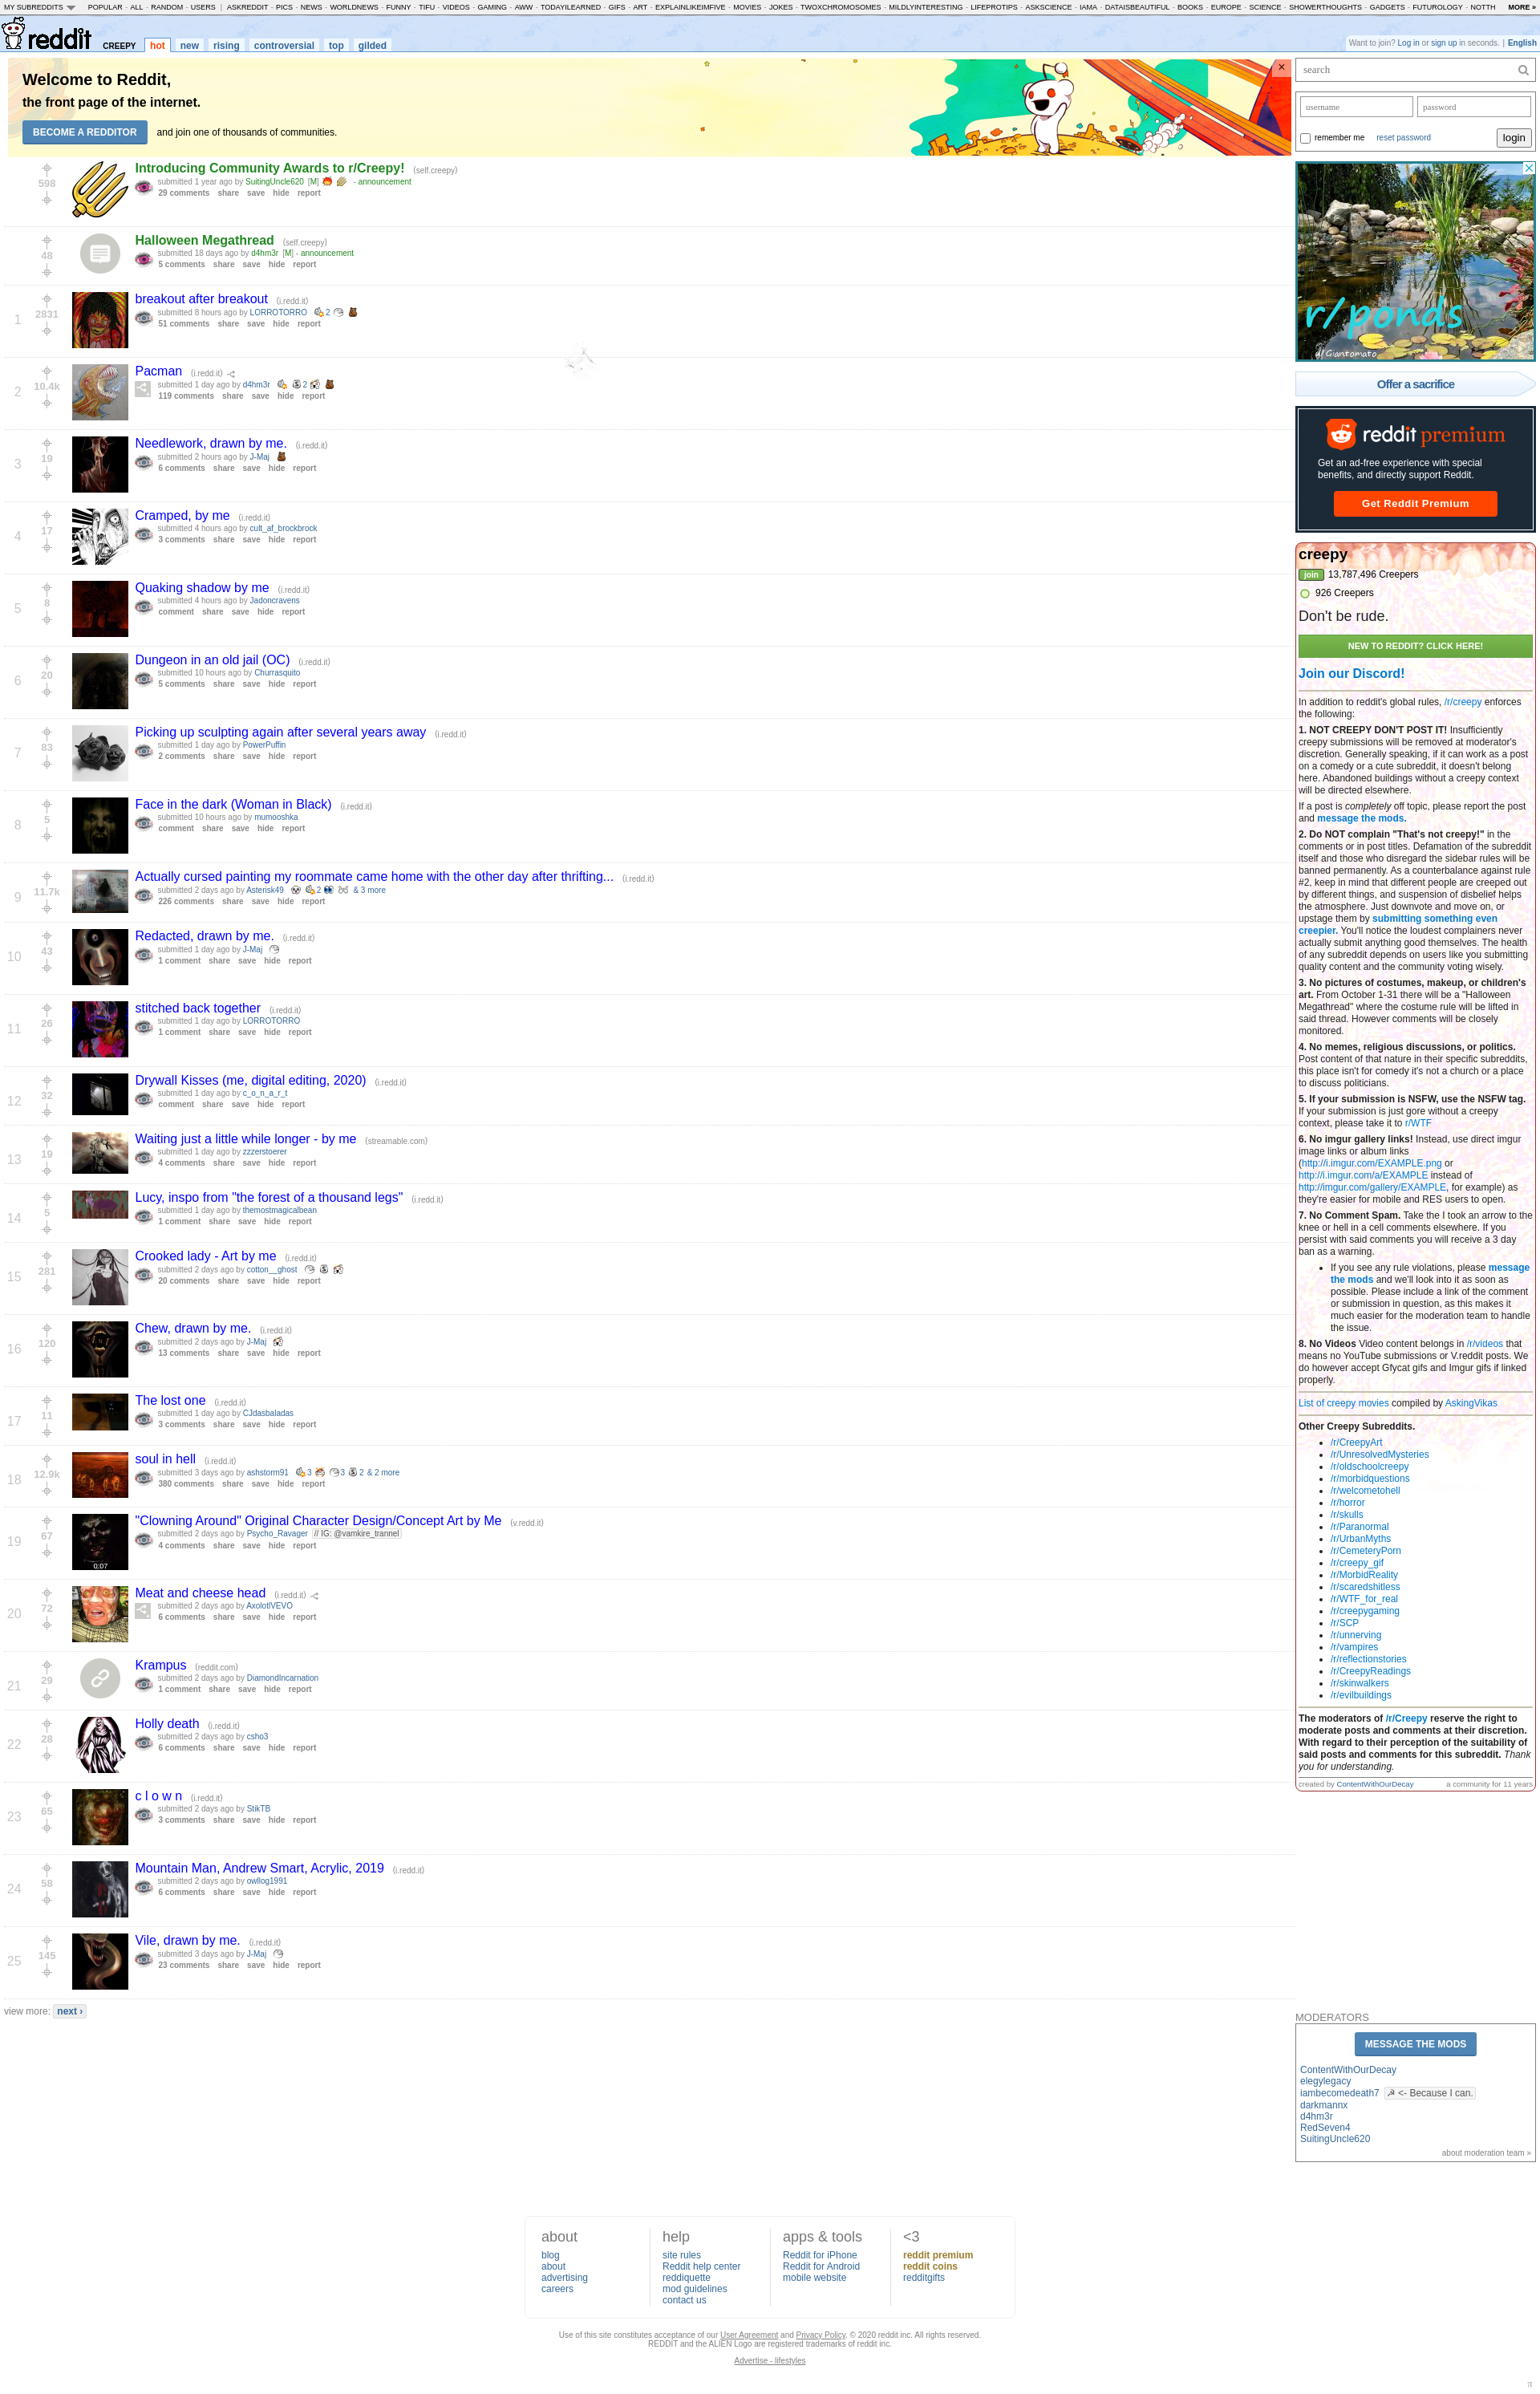 MY SUBREDDITS POPULAR - ALL - RANDOM - USERS | ASKREDDIT - PICS - NEWS - WORLDNEWS - FUNNY - TIFU - VIDEOS - GAMING - AWW - TODAYILEARNED - GIFS - ART - EXPLAINLIKEIMFIVE - MOVIES - JOKES - TWOXCHROMOSOMES - MILDLYINTERESTING - LIFEPROTIPS - ASKSCIENCE - IAMA - DATAISBEAUTIFUL - BOOKS - EUROPE - SCIENCE - SHOWERTHOUGHTS - GADGETS - FUTUROLOGY - NOTTH MORE »
reddit CREEPY hot new rising controversial top gilded
Want to join? Log in or sign up in seconds. | English
Welcome to Reddit,
the front page of the internet.
BECOME A REDDITOR and join one of thousands of communities.
×
598
Introducing Community Awards to r/Creepy! (self.creepy)
submitted 1 year ago by SuitingUncle620 [M] - announcement
29 comments share save hide report
48
Halloween Megathread (self.creepy)
submitted 18 days ago by d4hm3r [M] - announcement
5 comments share save hide report
1 2831
breakout after breakout (i.redd.it)
submitted 8 hours ago by LORROTORRO 2
51 comments share save hide report
2 10.4k
Pacman (i.redd.it)
submitted 1 day ago by d4hm3r 2
119 comments share save hide report
3 19
Needlework, drawn by me. (i.redd.it)
submitted 2 hours ago by J-Maj
6 comments share save hide report
4 17
Cramped, by me (i.redd.it)
submitted 4 hours ago by cult_af_brockbrock
3 comments share save hide report
5 8
Quaking shadow by me (i.redd.it)
submitted 4 hours ago by Jadoncravens
comment share save hide report
6 20
Dungeon in an old jail (OC) (i.redd.it)
submitted 10 hours ago by Churrasquito
5 comments share save hide report
7 83
Picking up sculpting again after several years away (i.redd.it)
submitted 1 day ago by PowerPuffin
2 comments share save hide report
8 5
Face in the dark (Woman in Black) (i.redd.it)
submitted 10 hours ago by mumooshka
comment share save hide report
9 11.7k
Actually cursed painting my roommate came home with the other day after thrifting... (i.redd.it)
submitted 2 days ago by Asterisk49 2 & 3 more
226 comments share save hide report
10 43
Redacted, drawn by me. (i.redd.it)
submitted 1 day ago by J-Maj
1 comment share save hide report
11 26
stitched back together (i.redd.it)
submitted 1 day ago by LORROTORRO
1 comment share save hide report
12 32
Drywall Kisses (me, digital editing, 2020) (i.redd.it)
submitted 1 day ago by c_o_n_a_r_t
comment share save hide report
13 19
Waiting just a little while longer - by me (streamable.com)
submitted 1 day ago by zzzerstoerer
4 comments share save hide report
14 5
Lucy, inspo from "the forest of a thousand legs" (i.redd.it)
submitted 1 day ago by themostmagicalbean
1 comment share save hide report
15 281
Crooked lady - Art by me (i.redd.it)
submitted 2 days ago by cotton__ghost
20 comments share save hide report
16 120
Chew, drawn by me. (i.redd.it)
submitted 2 days ago by J-Maj
13 comments share save hide report
17 11
The lost one (i.redd.it)
submitted 1 day ago by CJdasbaladas
3 comments share save hide report
18 12.9k
soul in hell (i.redd.it)
submitted 3 days ago by ashstorm91 3 3 2 & 2 more
380 comments share save hide report
19 67
"Clowning Around" Original Character Design/Concept Art by Me (v.redd.it)
submitted 2 days ago by Psycho_Ravager // IG: @vamkire_trannel
4 comments share save hide report
0:07
20 72
Meat and cheese head (i.redd.it)
submitted 2 days ago by AxolotlVEVO
6 comments share save hide report
21 29
Krampus (reddit.com)
submitted 2 days ago by DiamondIncarnation
1 comment share save hide report
22 28
Holly death (i.redd.it)
submitted 2 days ago by csho3
6 comments share save hide report
23 65
c l o w n (i.redd.it)
submitted 2 days ago by StikTB
3 comments share save hide report
24 58
Mountain Man, Andrew Smart, Acrylic, 2019 (i.redd.it)
submitted 2 days ago by owllog1991
6 comments share save hide report
25 145
Vile, drawn by me. (i.redd.it)
submitted 3 days ago by J-Maj
23 comments share save hide report
view more: next ›
search
username password
remember me reset password login
r/ponds
u/Giantomato
Offer a sacrifice
reddit premium
Get an ad-free experience with special
benefits, and directly support Reddit.
Get Reddit Premium
creepy
join 13,787,496 Creepers
926 Creepers
Don't be rude.
NEW TO REDDIT? CLICK HERE!
Join our Discord!
In addition to reddit's global rules, /r/creepy enforces
the following:
1. NOT CREEPY DON'T POST IT! Insufficiently
creepy submissions will be removed at moderator's
discretion. Generally speaking, if it can work as a post
on a comedy or a cute subreddit, it doesn't belong
here. Abandoned buildings without a creepy context
will be directed elsewhere.
If a post is completely off topic, please report the post
and message the mods.
2. Do NOT complain "That's not creepy!" in the
comments or in post titles. Defamation of the subreddit
itself and those who disregard the sidebar rules will be
banned permanently. As a counterbalance against rule
#2, keep in mind that different people are creeped out
by different things, and suspension of disbelief helps
the atmosphere. Just downvote and move on, or
upstage them by submitting something even
creepier. You'll notice the loudest complainers never
actually submit anything good themselves. The health
of any subreddit depends on users like you submitting
quality content and the community voting wisely.
3. No pictures of costumes, makeup, or children's
art. From October 1-31 there will be a "Halloween
Megathread" where the costume rule will be lifted in
said thread. However comments will be closely
monitored.
4. No memes, religious discussions, or politics.
Post content of that nature in their specific subreddits,
this place isn't for comedy it's not a church or a place
to discuss politicians.
5. If your submission is NSFW, use the NSFW tag.
If your submission is just gore without a creepy
context, please take it to r/WTF
6. No imgur gallery links! Instead, use direct imgur
image links or album links
(http://i.imgur.com/EXAMPLE.png or
http://i.imgur.com/a/EXAMPLE instead of
http://imgur.com/gallery/EXAMPLE, for example) as
they're easier for mobile and RES users to open.
7. No Comment Spam. Take the I took an arrow to the
knee or hell in a cell comments elsewhere. If you
persist with said comments you will receive a 3 day
ban as a warning.
If you see any rule violations, please message
the mods and we'll look into it as soon as
possible. Please include a link of the comment
or submission in question, as this makes it
much easier for the moderation team to handle
the issue.
8. No Videos Video content belongs in /r/videos that
means no YouTube submissions or V.reddit posts. We
do however accept Gfycat gifs and Imgur gifs if linked
properly.
List of creepy movies compiled by AskingVikas
Other Creepy Subreddits.
/r/CreepyArt
/r/UnresolvedMysteries
/r/oldschoolcreepy
/r/morbidquestions
/r/welcometohell
/r/horror
/r/skulls
/r/Paranormal
/r/UrbanMyths
/r/CemeteryPorn
/r/creepy_gif
/r/MorbidReality
/r/scaredshitless
/r/WTF_for_real
/r/creepygaming
/r/SCP
/r/unnerving
/r/vampires
/r/reflectionstories
/r/CreepyReadings
/r/skinwalkers
/r/evilbuildings
The moderators of /r/Creepy reserve the right to
moderate posts and comments at their discretion.
With regard to their perception of the suitability of
said posts and comments for this subreddit. Thank
you for understanding.
created by ContentWithOurDecay a community for 11 years
MODERATORS
MESSAGE THE MODS
ContentWithOurDecay
elegylegacy
iambecomedeath7 ☭ <- Because I can.
darkmannx
d4hm3r
RedSeven4
SuitingUncle620
about moderation team »
about
blog
about
advertising
careers
help
site rules
Reddit help center
reddiquette
mod guidelines
contact us
apps & tools
Reddit for iPhone
Reddit for Android
mobile website
<3
reddit premium
reddit coins
redditgifts
Use of this site constitutes acceptance of our User Agreement and Privacy Policy. © 2020 reddit inc. All rights reserved.
REDDIT and the ALIEN Logo are registered trademarks of reddit inc.
Advertise - lifestyles
π